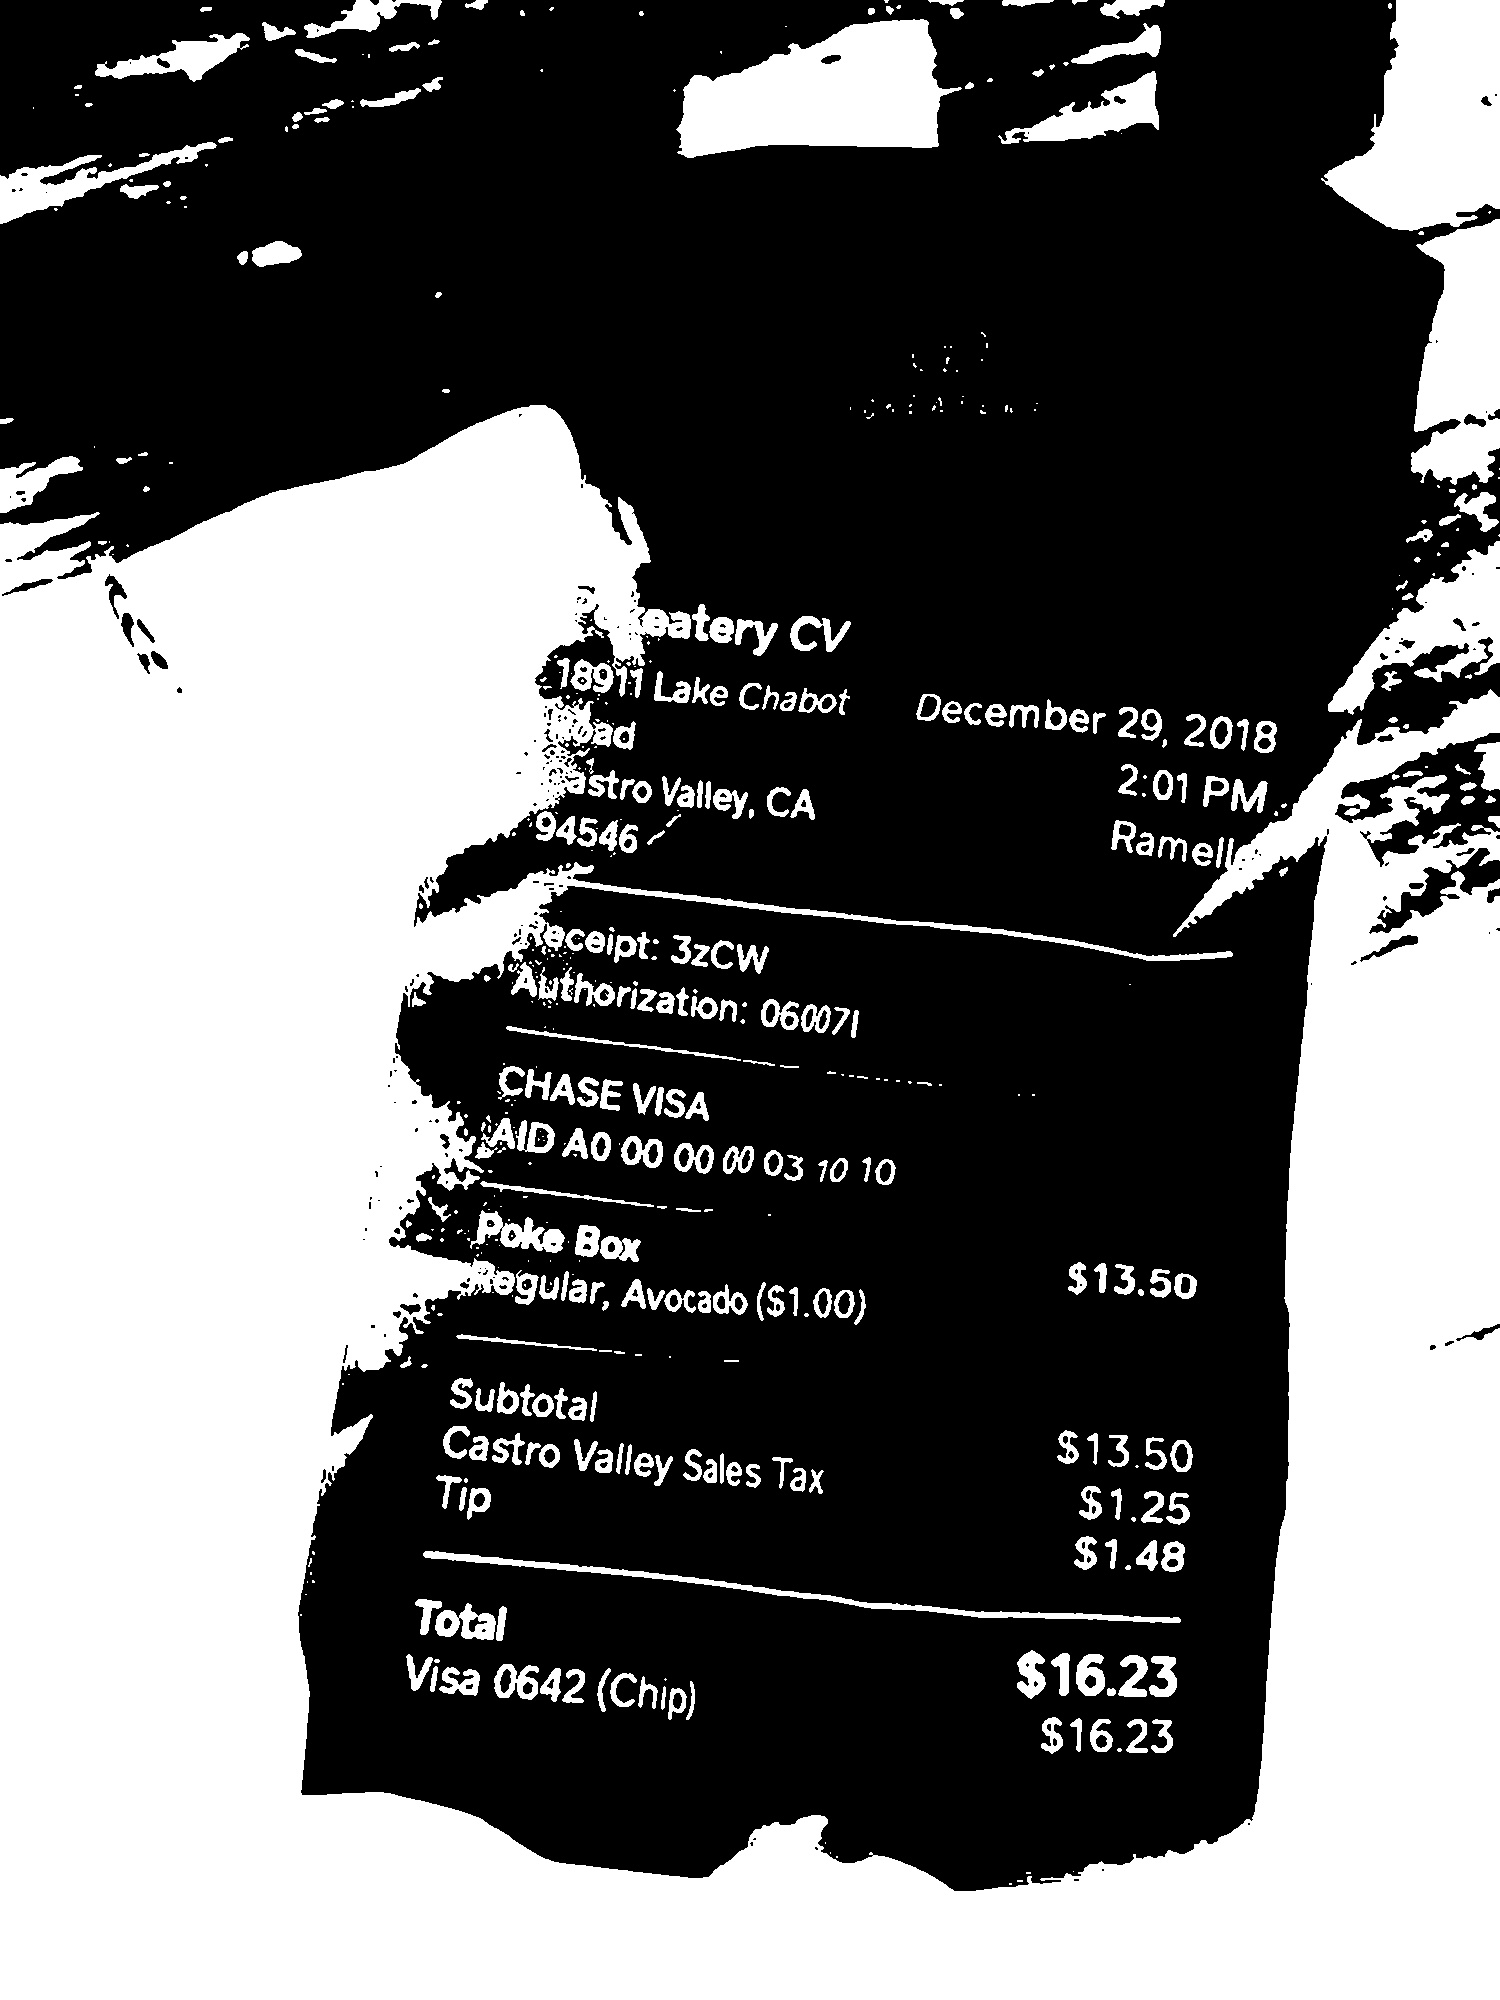 Pokeatery CV
18911 Lake Chabot
Road
Castro Valley, CA
94546
December 29, 2018
2:01 PM
Receipt: 3zCW
Authorization: 06007I
CHASE VISA
AID A0 00 00 00 03 10 10
Poke Box $13.50
Regular, Avocado ($1.00)
Subtotal $13.50
Castro Valley Sales Tax $1.25
Tip $1.48
Total $16.23
Visa 0642 (Chip) $16.23